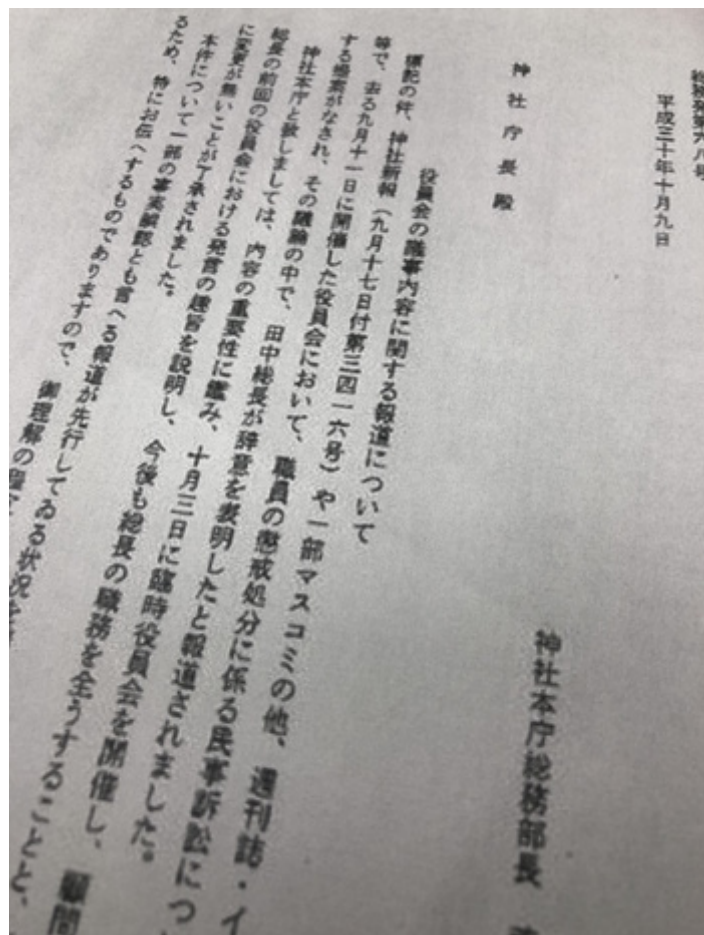 総務発第六八号
平成三十年十月九日
神社本庁総務部長
神社庁長 殿
役員会の議事内容に関する報道について
標記の件、神社新報(九月十七日付第三四一六号)や一部マスコミの他、週刊誌・イ
等で、去る九月十一日に開催した役員会において、職員の懲戒処分に係る民事訴訟につ
する提案がなされ、その議論の中で、田中総長が辞意を表明したと報道されました。
神社本庁と致しましては、内容の重要性に鑑み、十月三日に臨時役員会を開催し、顧問
総長の前回の役員会における発言の趣旨を説明し、今後も総長の職務を全うすることと、
に変更が無いことが了承されました。
本件について一部の事実誤認とも言へる報道が先行してゐる状況を
るため、特にお伝へするものでありますので、御理解の程